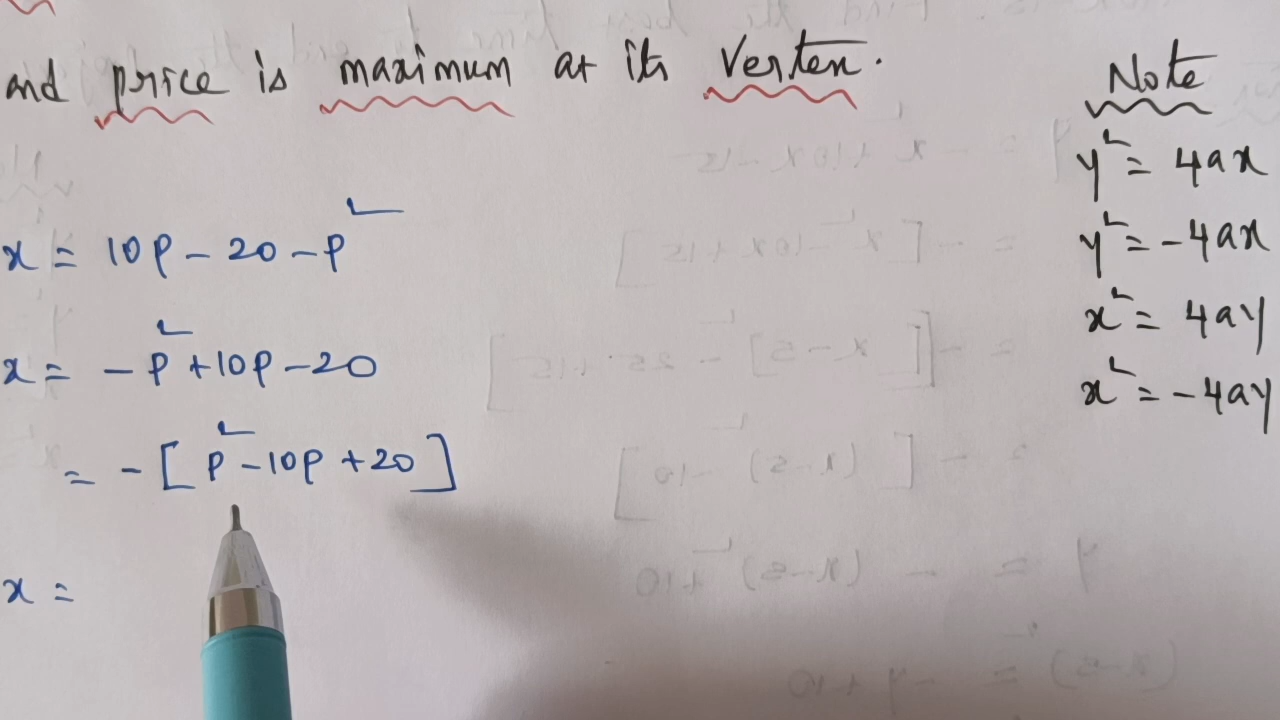 and price is maximum at its Vertex.
x = 10p - 20 - p²
x = - p² + 10p - 20
= - [ p² - 10p + 20 ]
x =
Note
y² = 4ax
y² = -4ax
x² = 4ay
x² = -4ay